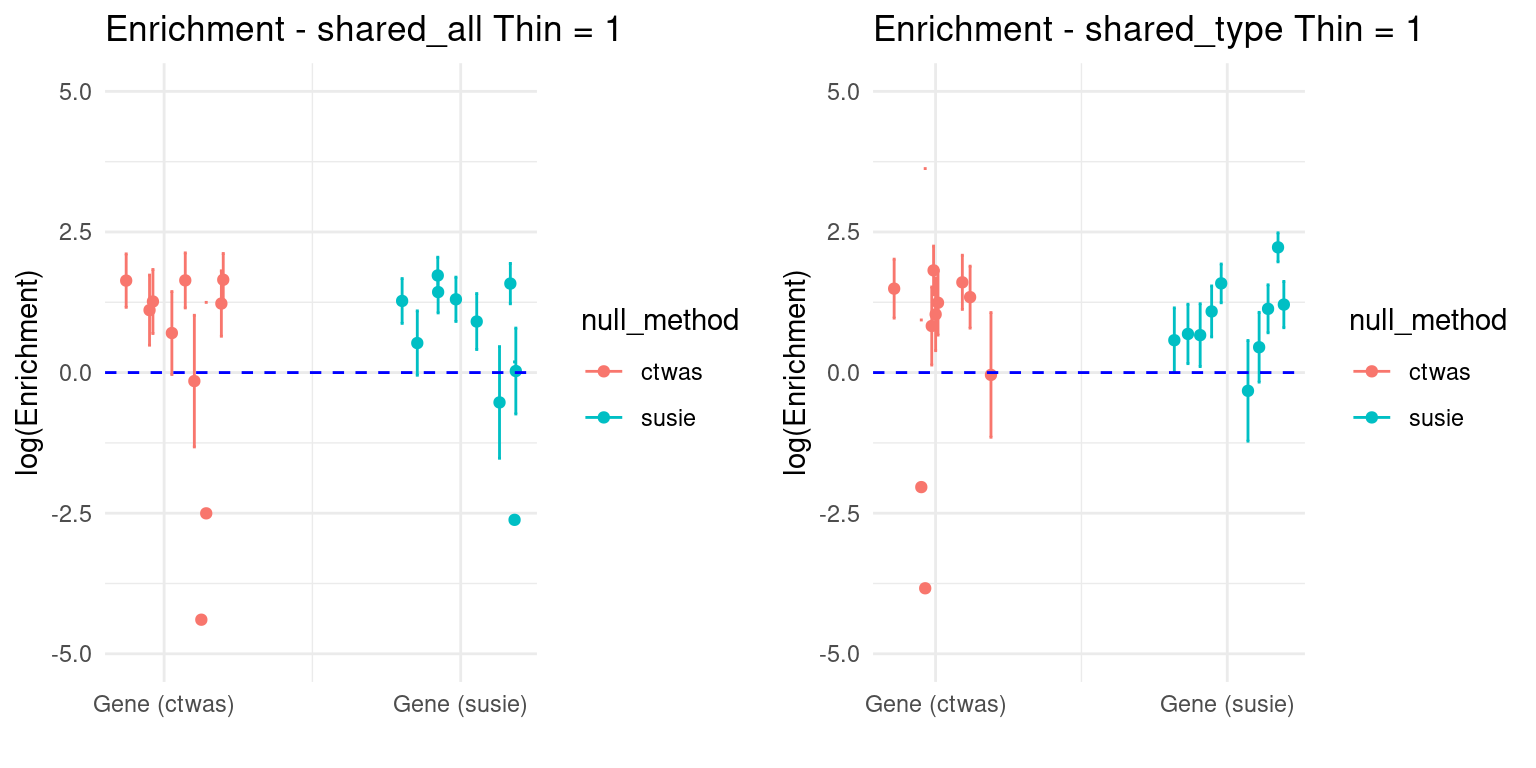 Enrichment - shared_all Thin = 1
log(Enrichment)
5.0
2.5
0.0
-2.5
-5.0
Gene (ctwas)
Gene (susie)
null_method
ctwas
susie
Enrichment - shared_type Thin = 1
log(Enrichment)
5.0
2.5
0.0
-2.5
-5.0
Gene (ctwas)
Gene (susie)
null_method
ctwas
susie